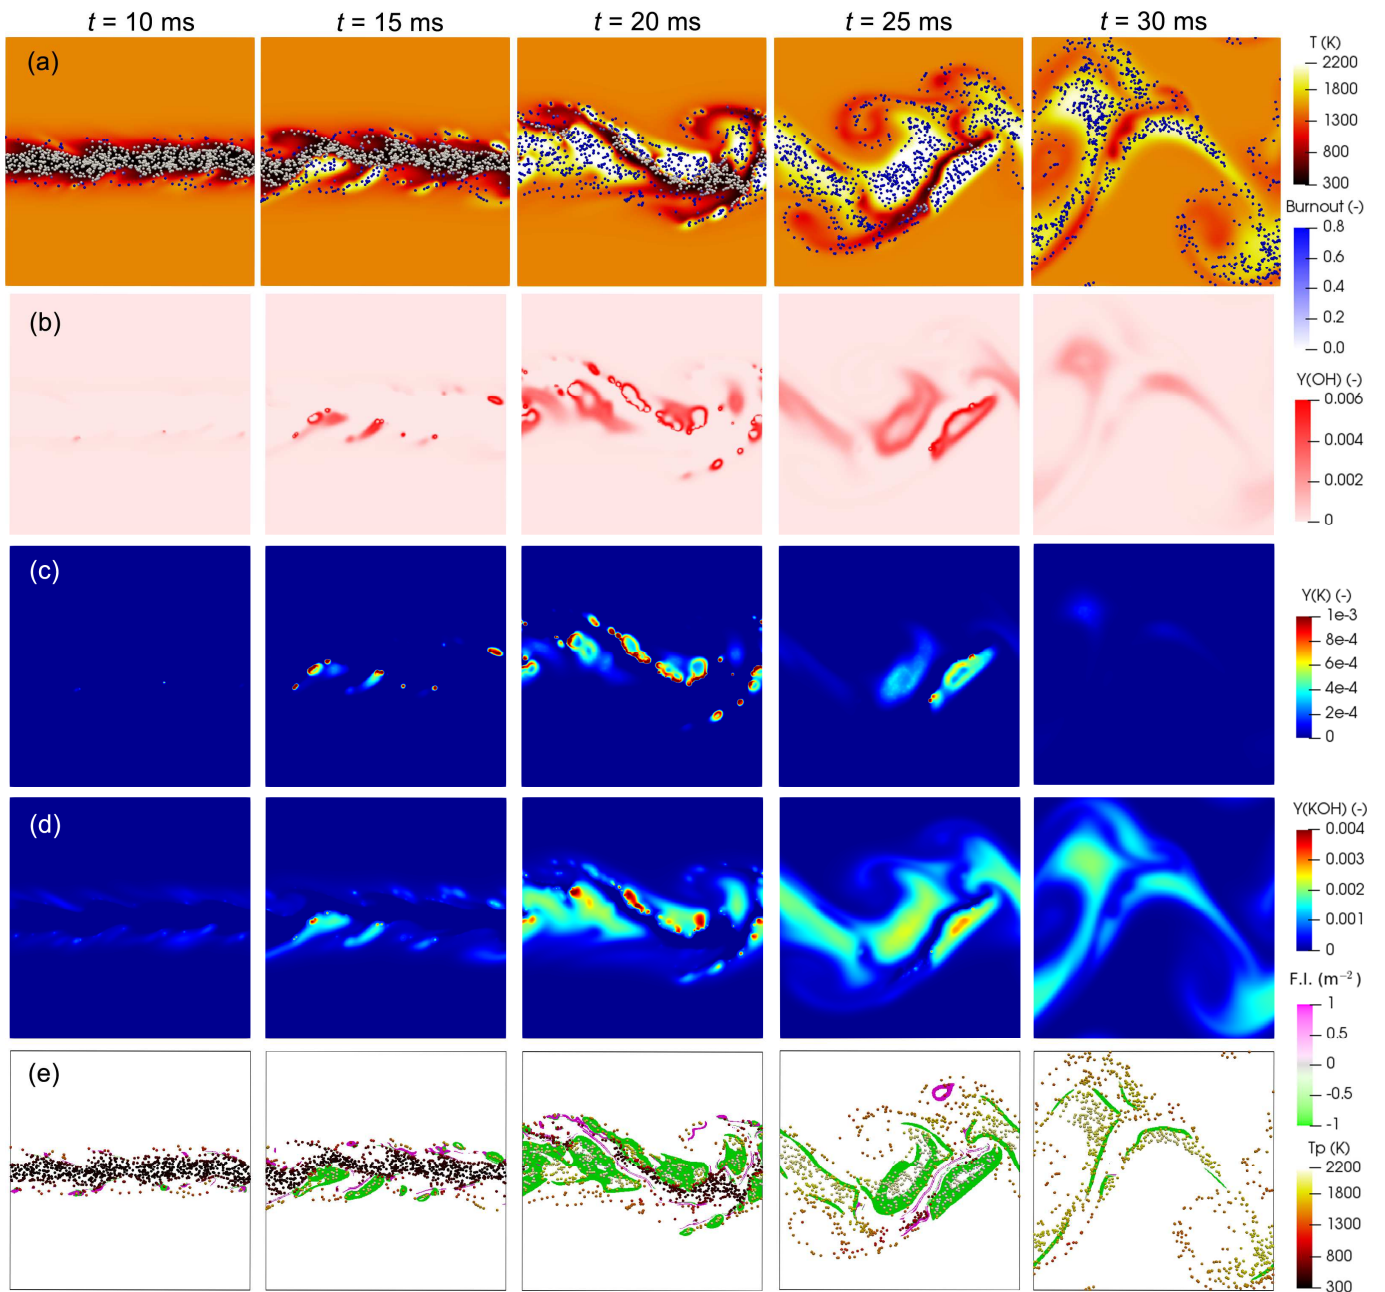 t = 10 ms t = 15 ms t = 20 ms t = 25 ms t = 30 ms
(a)
T (K)
2200
1800
1300
800
300
Burnout (-)
0.8
0.6
0.4
0.2
0.0
(b)
Y(OH) (-)
0.006
0.004
0.002
0
(c)
Y(K) (-)
1e-3
8e-4
6e-4
4e-4
2e-4
0
(d)
Y(KOH) (-)
0.004
0.003
0.002
0.001
0
F.I. (m⁻²)
1
0.5
0
-0.5
-1
(e)
Tp (K)
2200
1800
1300
800
300